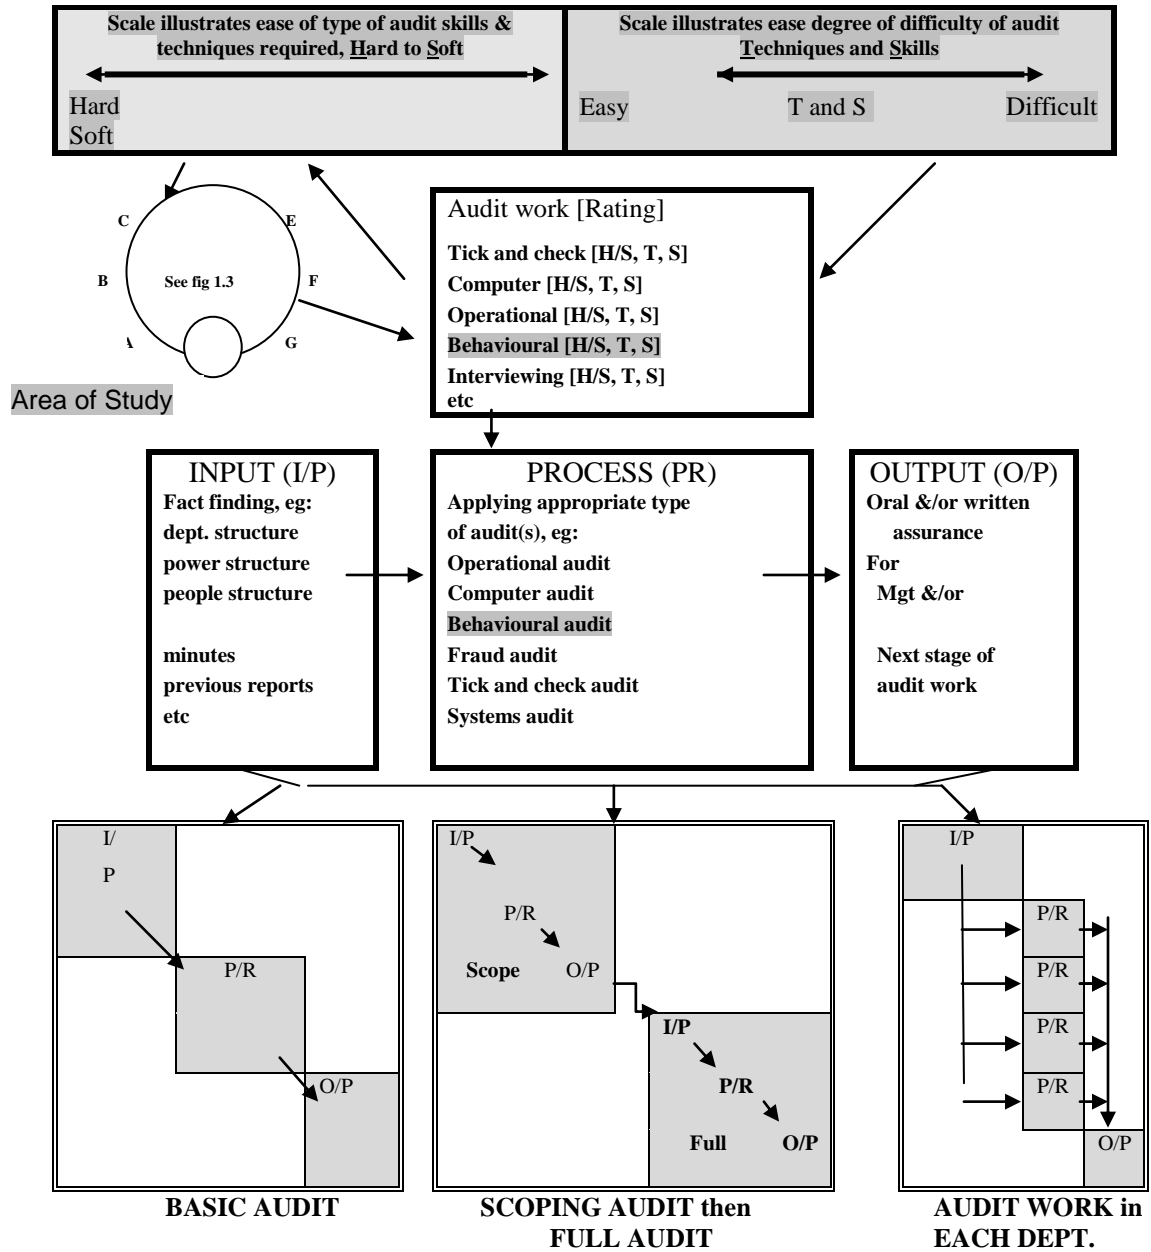 Scale illustrates ease of type of audit skills &
techniques required, Hard to Soft
Hard
Soft
Scale illustrates ease degree of difficulty of audit
Techniques and Skills
Easy T and S Difficult
C E
B See fig 1.3 F
G
Area of Study
Audit work [Rating]
Tick and check [H/S, T, S]
Computer [H/S, T, S]
Operational [H/S, T, S]
Behavioural [H/S, T, S]
Interviewing [H/S, T, S]
etc
INPUT (I/P)
Fact finding, eg:
dept. structure
power structure
people structure
minutes
previous reports
etc
PROCESS (PR)
Applying appropriate type
of audit(s), eg:
Operational audit
Computer audit
Behavioural audit
Fraud audit
Tick and check audit
Systems audit
OUTPUT (O/P)
Oral &/or written
assurance
For
Mgt &/or
Next stage of
audit work
I/
P
P/R
O/P
BASIC AUDIT
I/P
P/R
Scope O/P
I/P
P/R
Full O/P
SCOPING AUDIT then
FULL AUDIT
I/P
P/R
P/R
P/R
P/R
O/P
AUDIT WORK in
EACH DEPT.